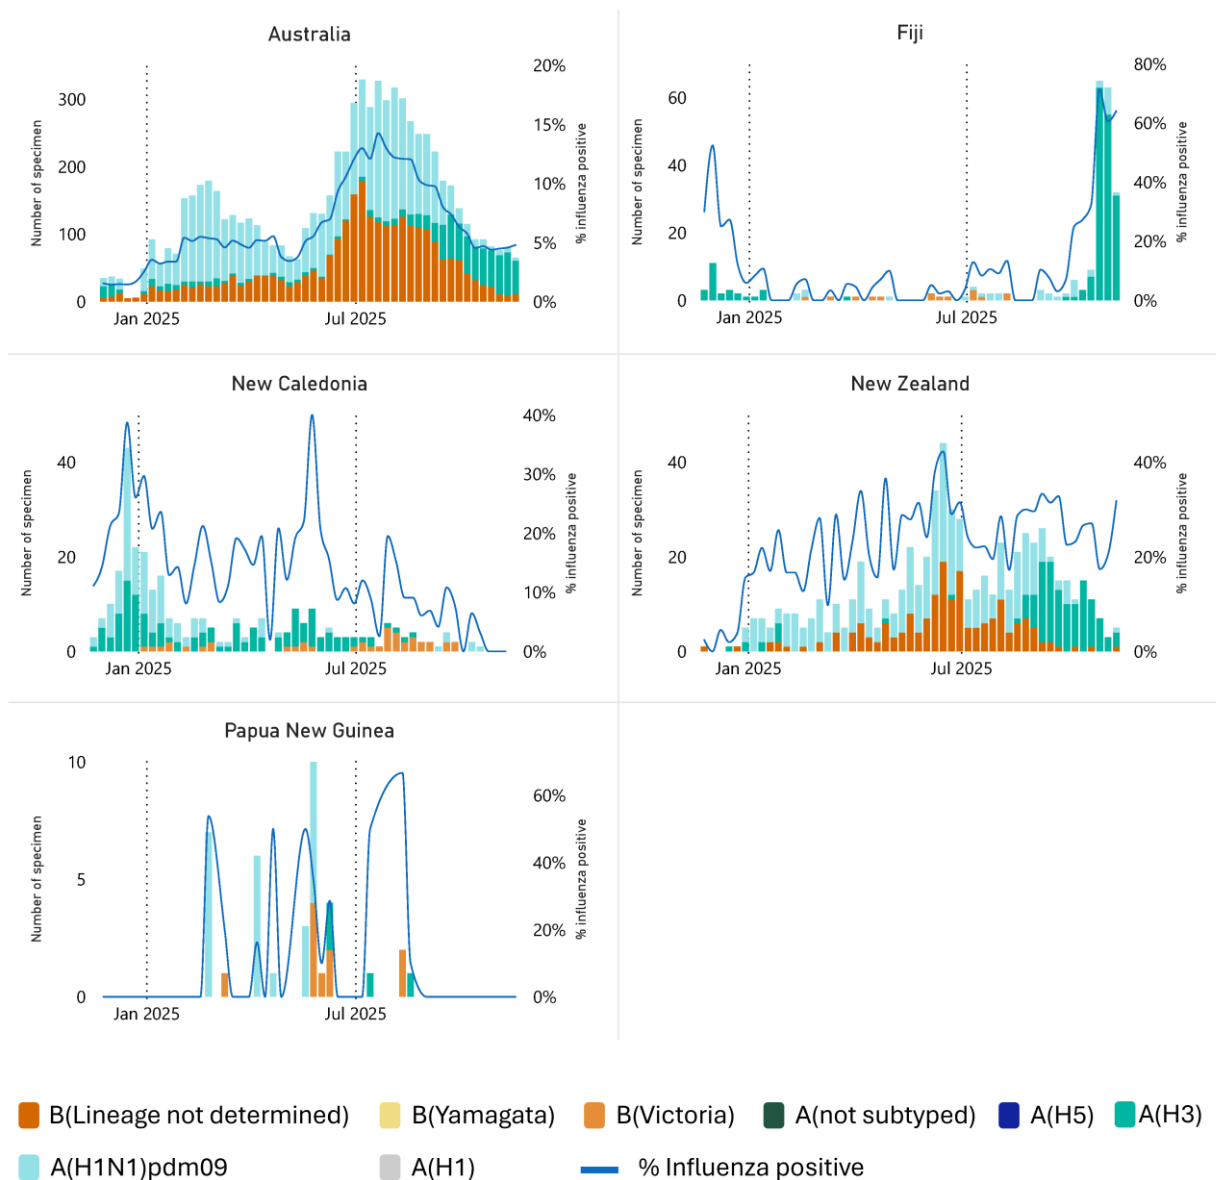 Australia
Number of specimen
300
200
100
0
20%
15%
10%
5%
0%
% influenza positive
Jan 2025
Jul 2025
Fiji
Number of specimen
60
40
20
0
80%
60%
40%
20%
0%
% influenza positive
Jan 2025
Jul 2025
New Caledonia
Number of specimen
40
20
0
40%
30%
20%
10%
0%
% influenza positive
Jan 2025
Jul 2025
New Zealand
Number of specimen
40
20
0
40%
20%
0%
% influenza positive
Jan 2025
Jul 2025
Papua New Guinea
Number of specimen
10
5
0
60%
40%
20%
0%
% influenza positive
Jan 2025
Jul 2025
B(Lineage not determined) B(Yamagata) B(Victoria) A(not subtyped) A(H5) A(H3)
A(H1N1)pdm09 A(H1) % Influenza positive